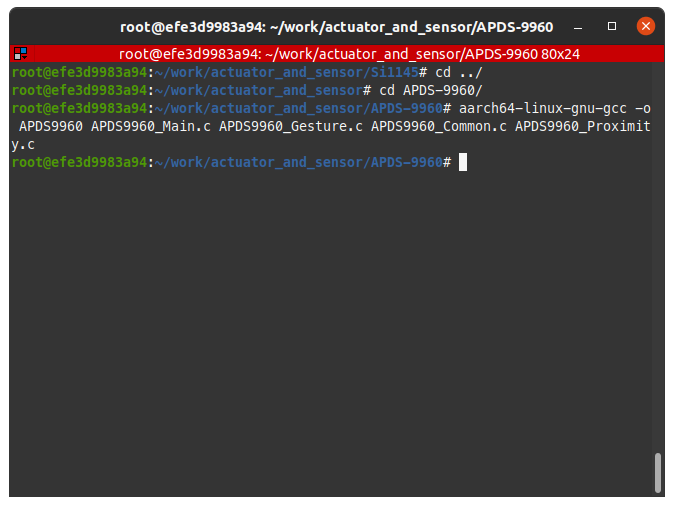 root@efe3d9983a94: ~/work/actuator_and_sensor/APDS-9960
root@efe3d9983a94: ~/work/actuator_and_sensor/APDS-9960 80x24
root@efe3d9983a94:~/work/actuator_and_sensor/Si1145# cd ../
root@efe3d9983a94:~/work/actuator_and_sensor# cd APDS-9960/
root@efe3d9983a94:~/work/actuator_and_sensor/APDS-9960# aarch64-linux-gnu-gcc -o
 APDS9960 APDS9960_Main.c APDS9960_Gesture.c APDS9960_Common.c APDS9960_Proximit
y.c
root@efe3d9983a94:~/work/actuator_and_sensor/APDS-9960#